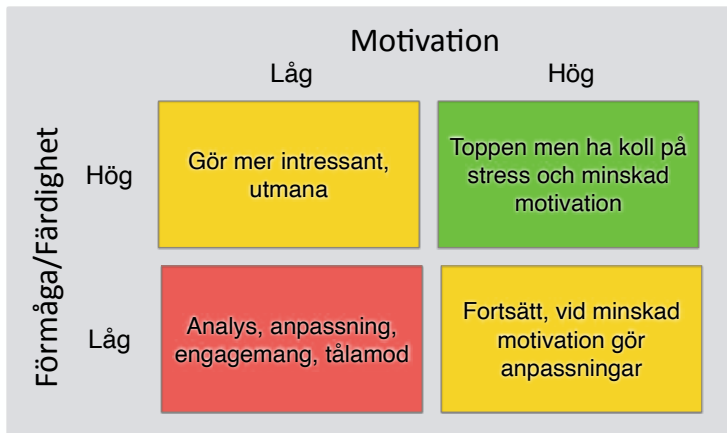 Motivation
Låg
Hög
Förmåga/Färdighet
Hög
Gör mer intressant,
utmana
Toppen men ha koll på
stress och minskad
motivation
Låg
Analys, anpassning,
engagemang, tålamod
Fortsätt, vid minskad
motivation gör
anpassningar